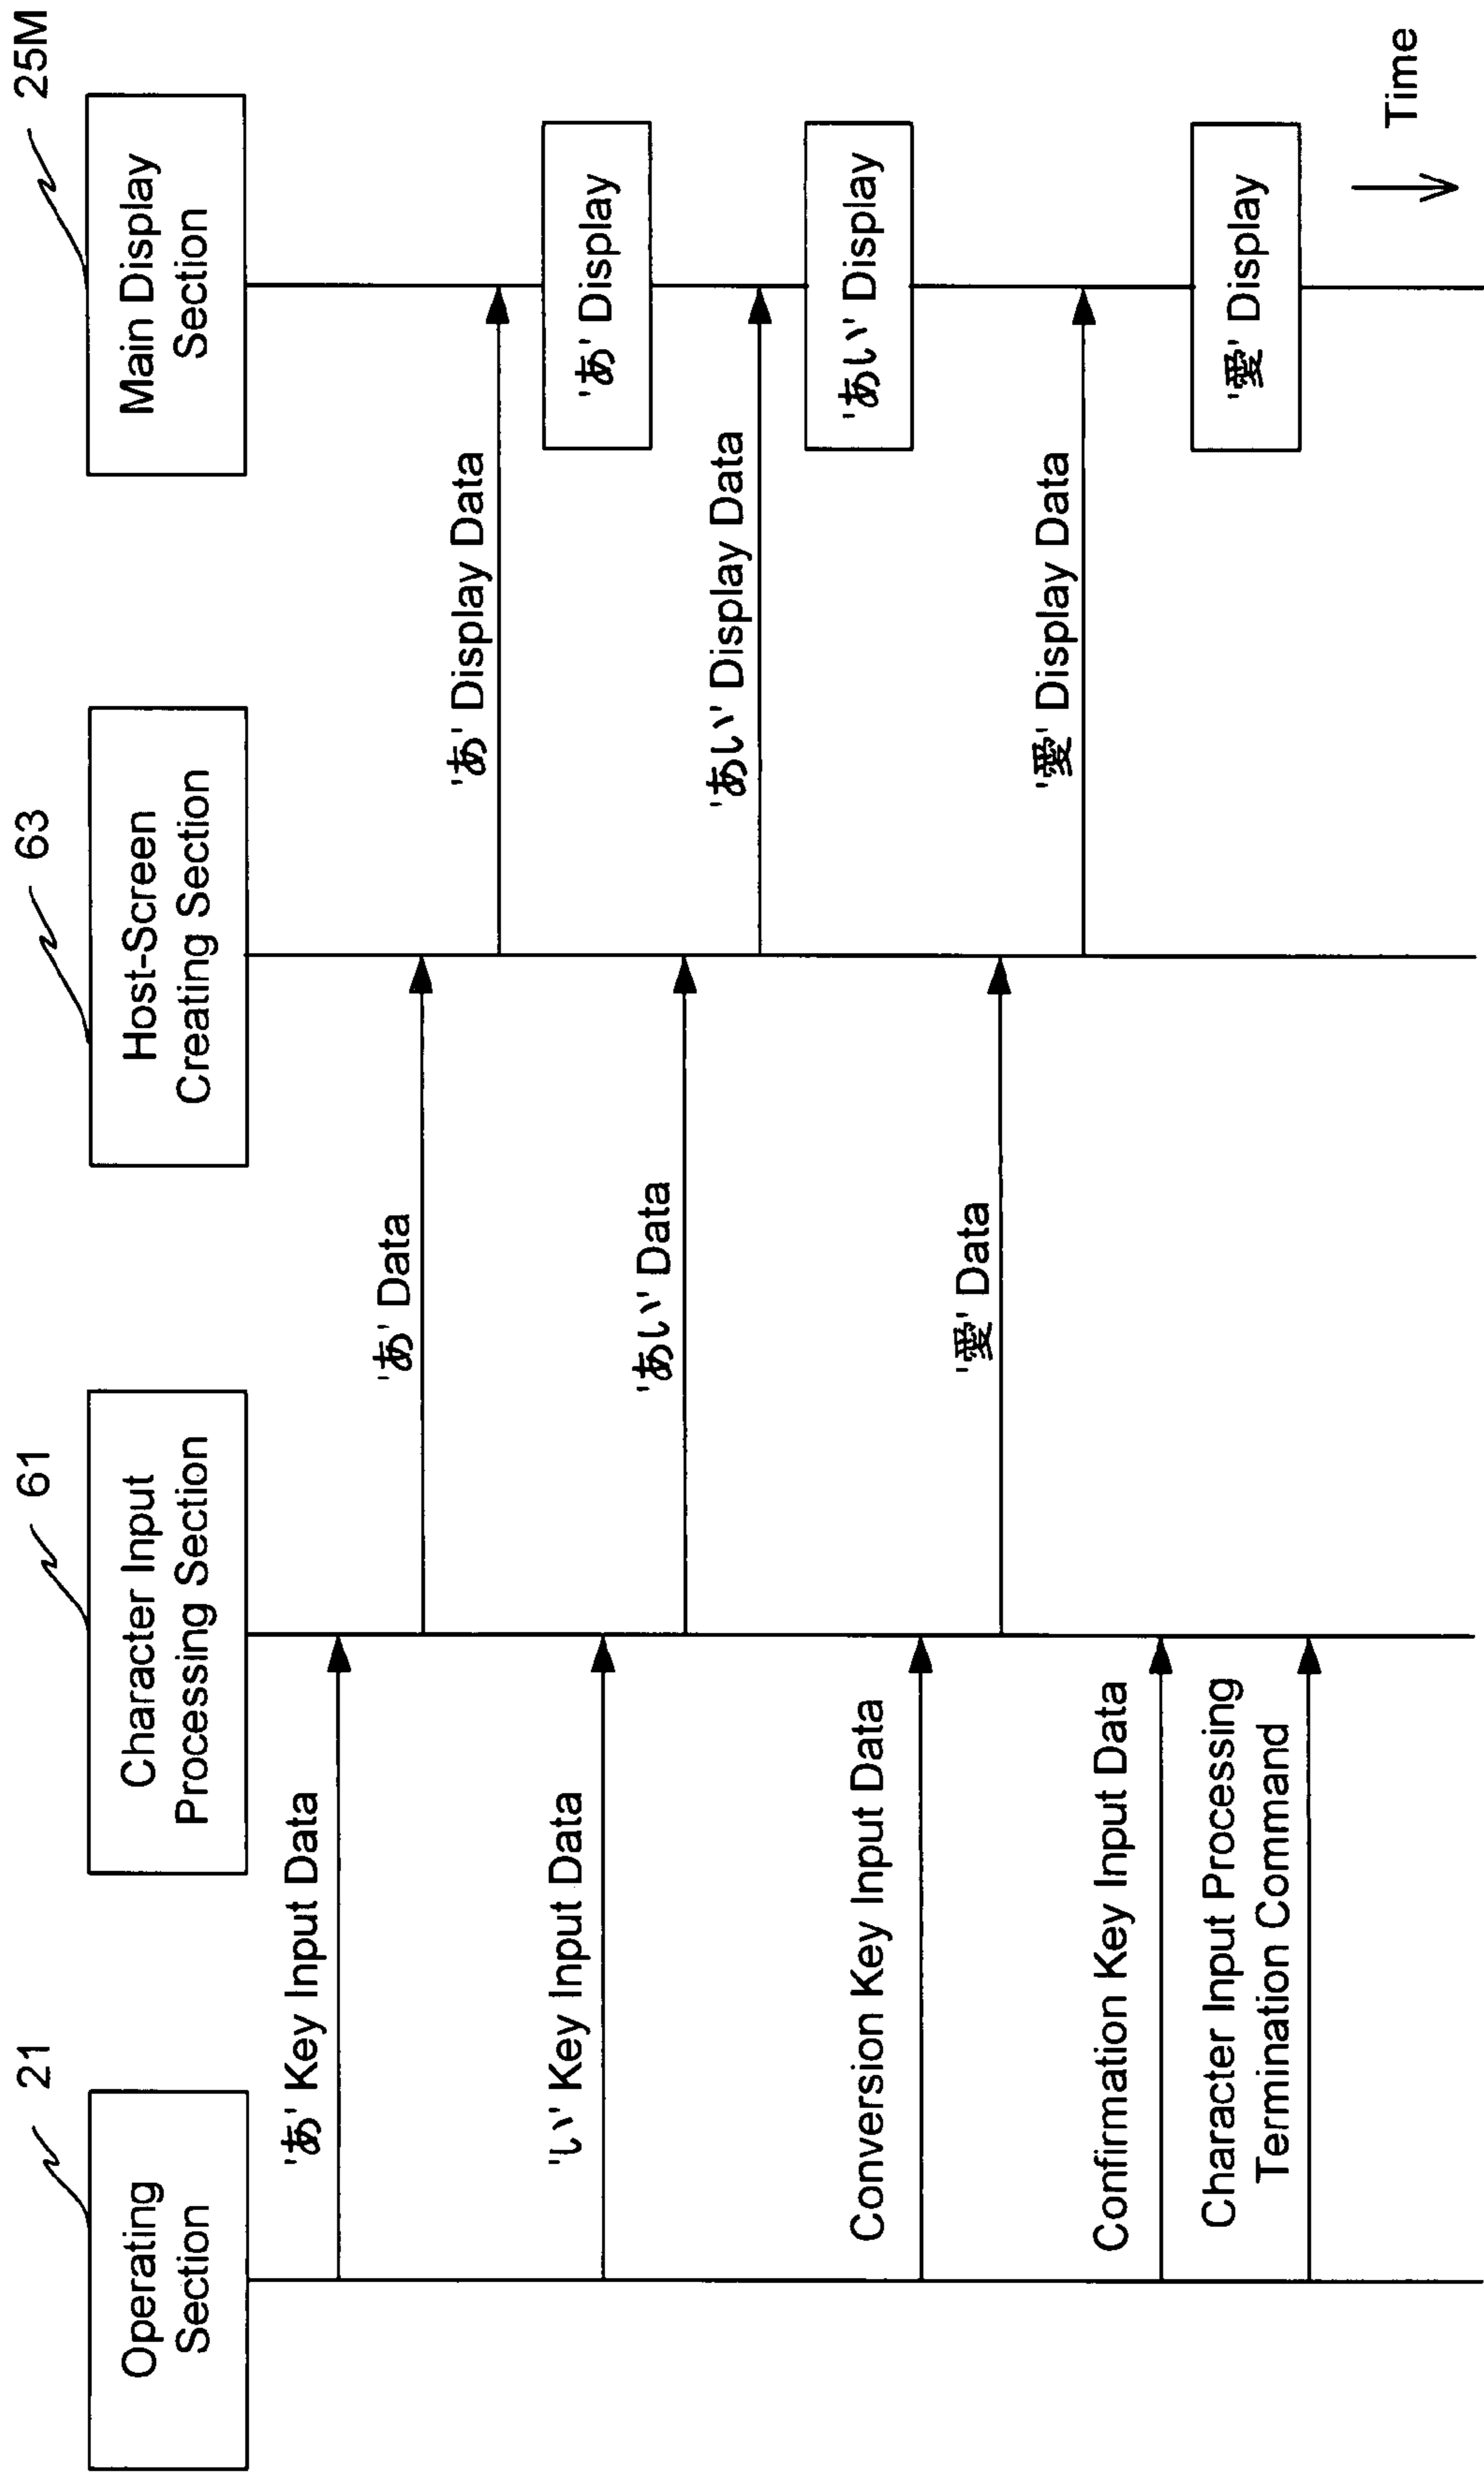 21
61
63
25M
Operating
Section
Character Input
Processing Section
Host-Screen
Creating Section
Main Display
Section
'あ' Key Input Data
'あ' Data
'あ' Display Data
'あ' Display
'い' Key Input Data
'あい' Data
'あい' Display Data
'あい' Display
Conversion Key Input Data
'愛' Data
'愛' Display Data
Confirmation Key Input Data
'愛' Display
Character Input Processing
Termination Command
Time